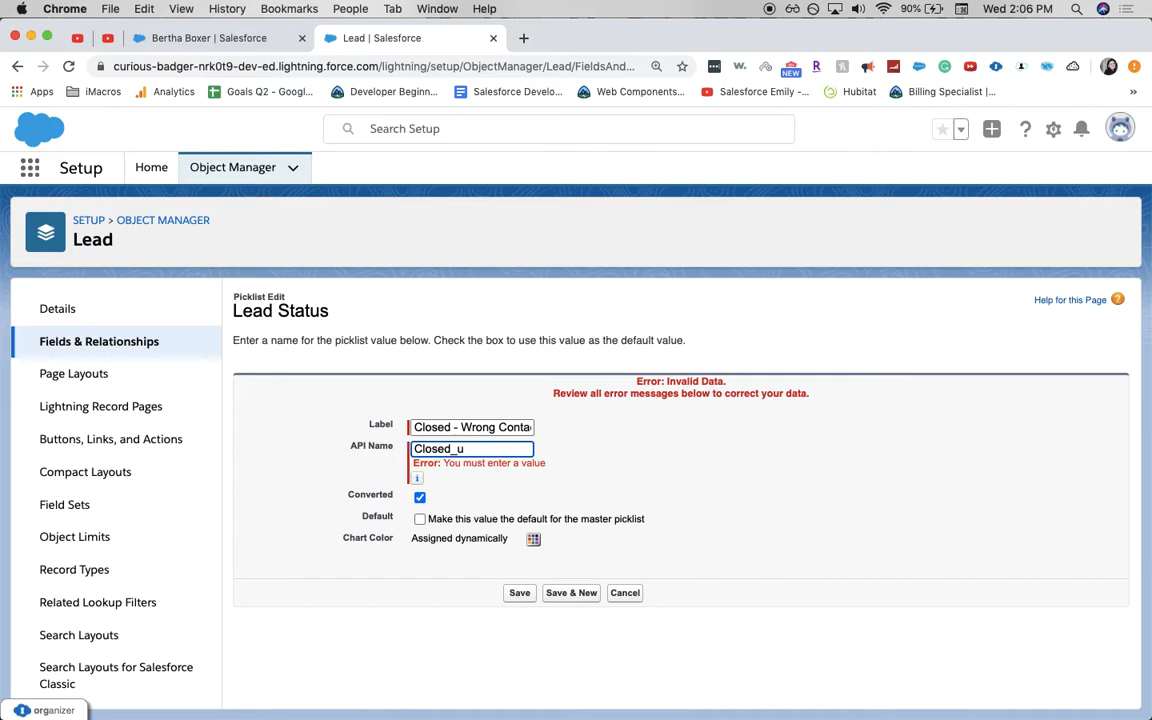 Chrome File Edit View History Bookmarks People Tab Window Help 90% Wed 2:06 PM
Bertha Boxer | Salesforce Lead | Salesforce
curious-badger-nrk0t9-dev-ed.lightning.force.com/lightning/setup/ObjectManager/Lead/FieldsAnd...
NEW
Apps iMacros Analytics Goals Q2 - Googl... Developer Beginn... Salesforce Develo... Web Components... Salesforce Emily -... Hubitat Billing Specialist |... »
Search Setup
Setup Home Object Manager
SETUP > OBJECT MANAGER
Lead
Details
Fields & Relationships
Page Layouts
Lightning Record Pages
Buttons, Links, and Actions
Compact Layouts
Field Sets
Object Limits
Record Types
Related Lookup Filters
Search Layouts
Search Layouts for Salesforce
Classic
organizer
Picklist Edit
Lead Status
Help for this Page ?
Enter a name for the picklist value below. Check the box to use this value as the default value.
Error: Invalid Data.
Review all error messages below to correct your data.
Label Closed - Wrong Conta
API Name Closed_u
Error: You must enter a value
i
Converted
Default Make this value the default for the master picklist
Chart Color Assigned dynamically
Save Save & New Cancel